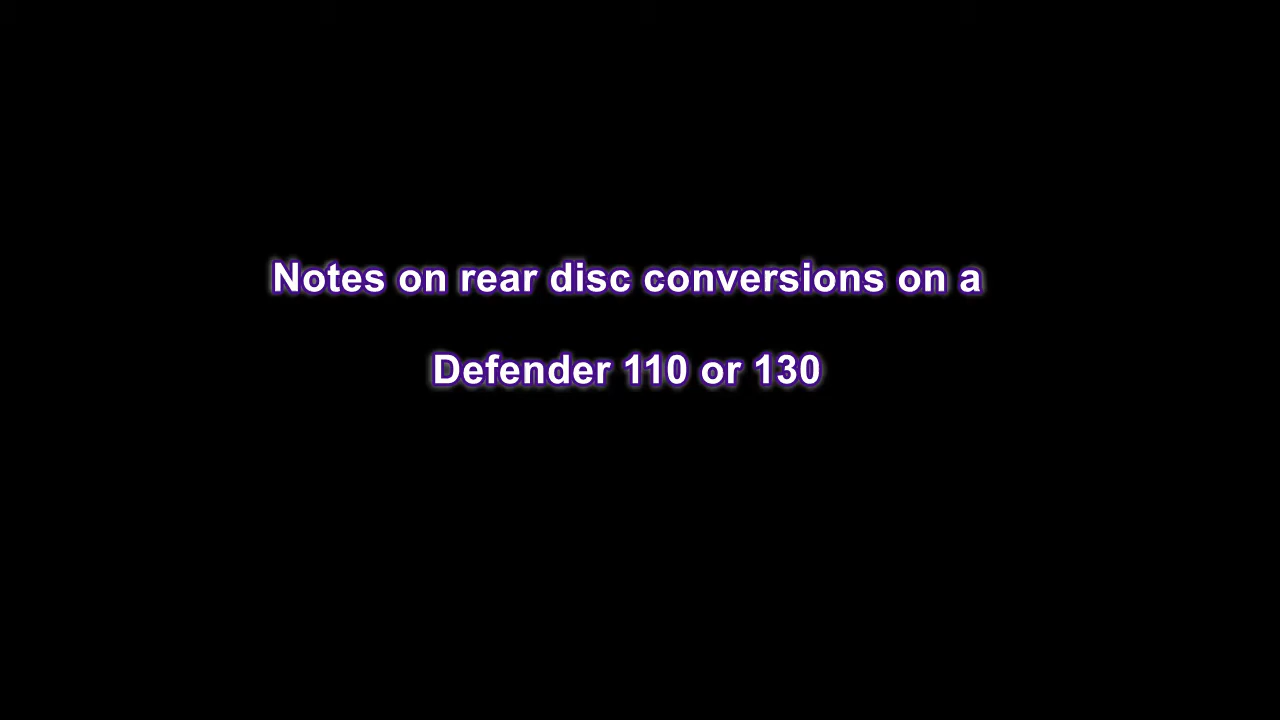 Notes on rear disc conversions on a
Defender 110 or 130